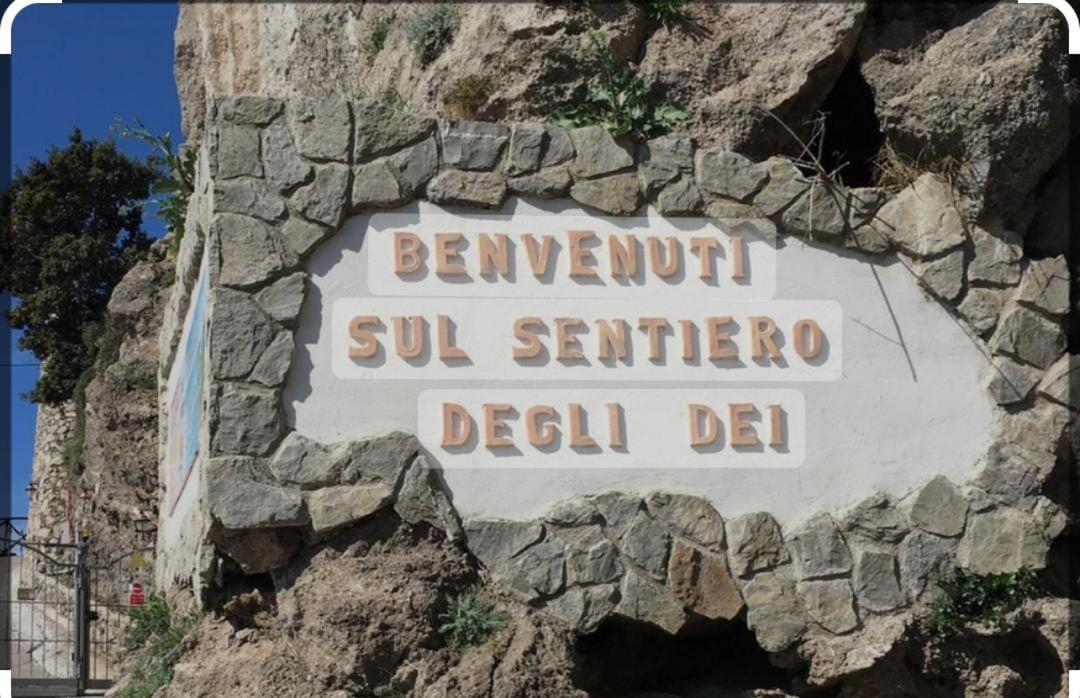 BENVENUTI
SUL SENTIERO
DEGLI DEI